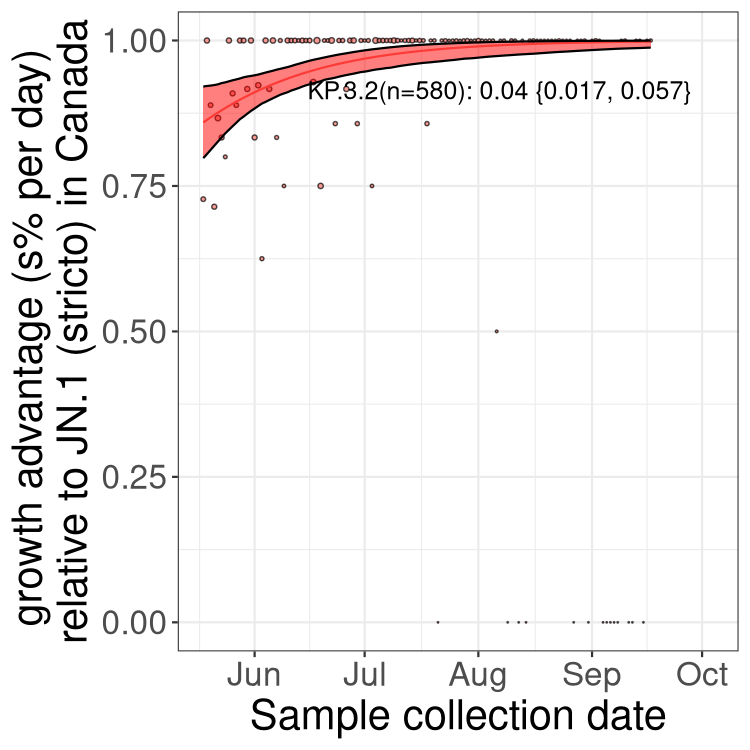 growth advantage (s% per day)
relative to JN.1 (stricto) in Canada
1.00
0.75
0.50
0.25
0.00
KP.3.2(n=580): 0.04 {0.017, 0.057}
Jun Jul Aug Sep Oct
Sample collection date